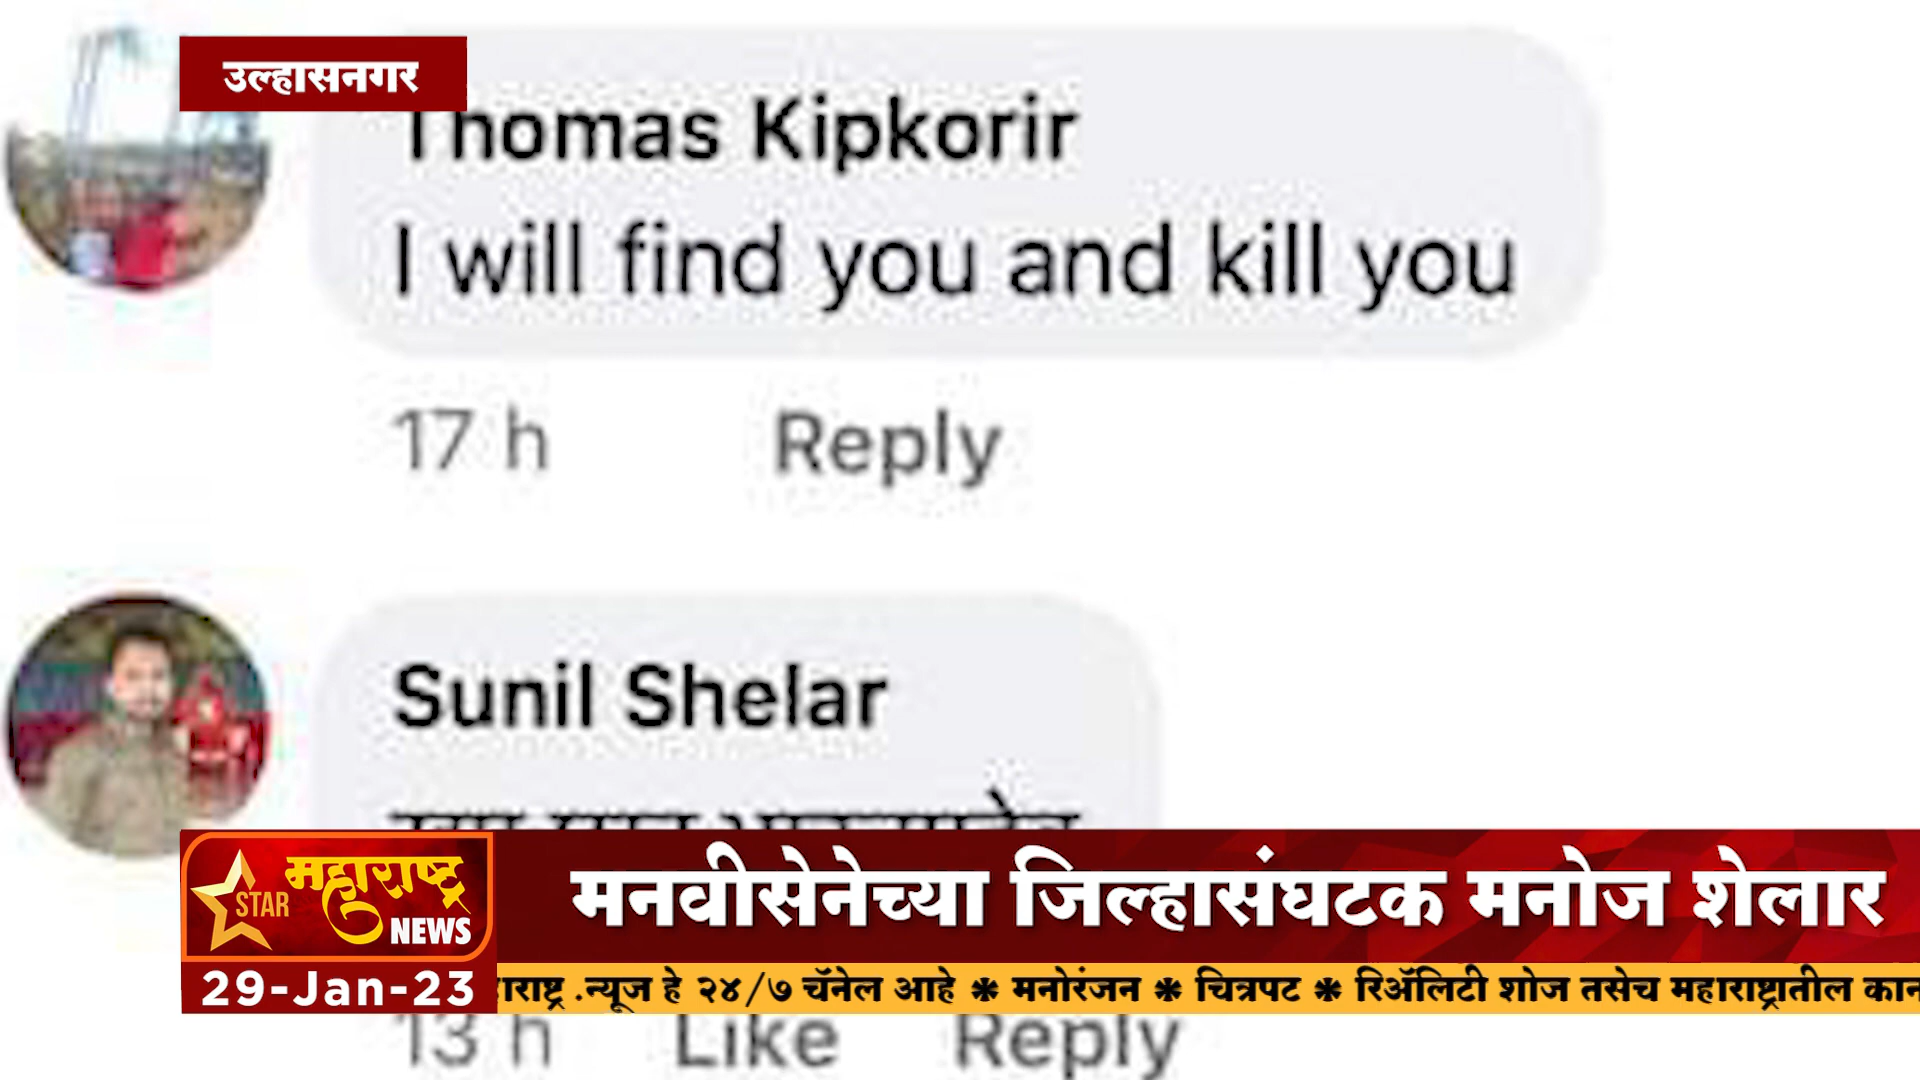 उल्हासनगर
Thomas Kipkorir
I will find you and kill you
17 h Reply
Sunil Shelar
STAR महाराष्ट्र NEWS
मनवीसेनेच्या जिल्हासंघटक मनोज शेलार
29-Jan-23
न्यूज हे २४/७ चॅनेल आहे ❋ मनोरंजन ❋ चित्रपट ❋ रिॲलिटी शोज तसेच महाराष्ट्रातील
13 h Like Reply